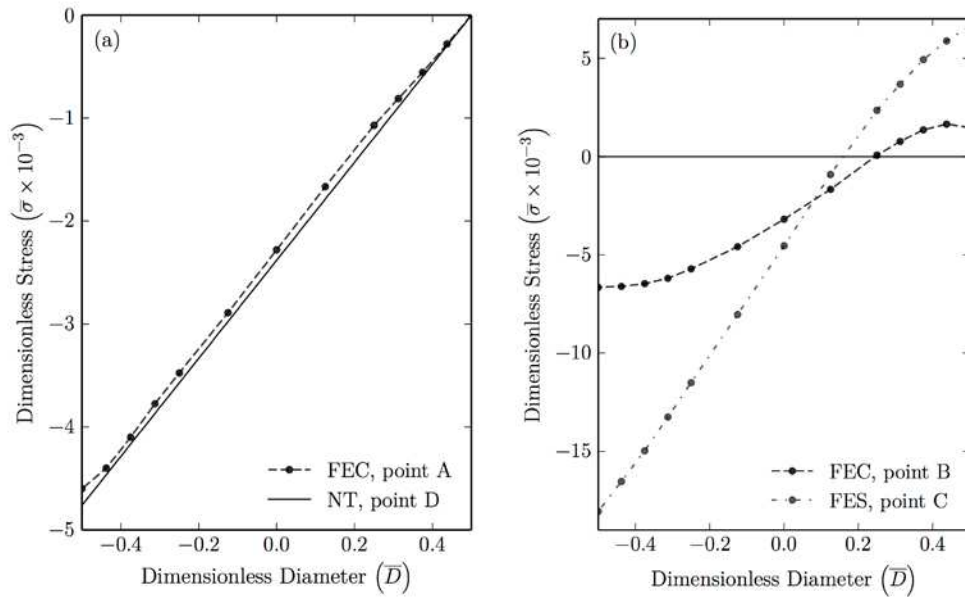 (a)
0
−1
−2
−3
−4
−5
−0.4
−0.2
0.0
0.2
0.4
Dimensionless Stress (σ̅ × 10⁻³)
Dimensionless Diameter (D̅)
FEC, point A
NT, point D
(b)
5
0
−5
−10
−15
−0.4
−0.2
0.0
0.2
0.4
Dimensionless Stress (σ̅ × 10⁻³)
Dimensionless Diameter (D̅)
FEC, point B
FES, point C